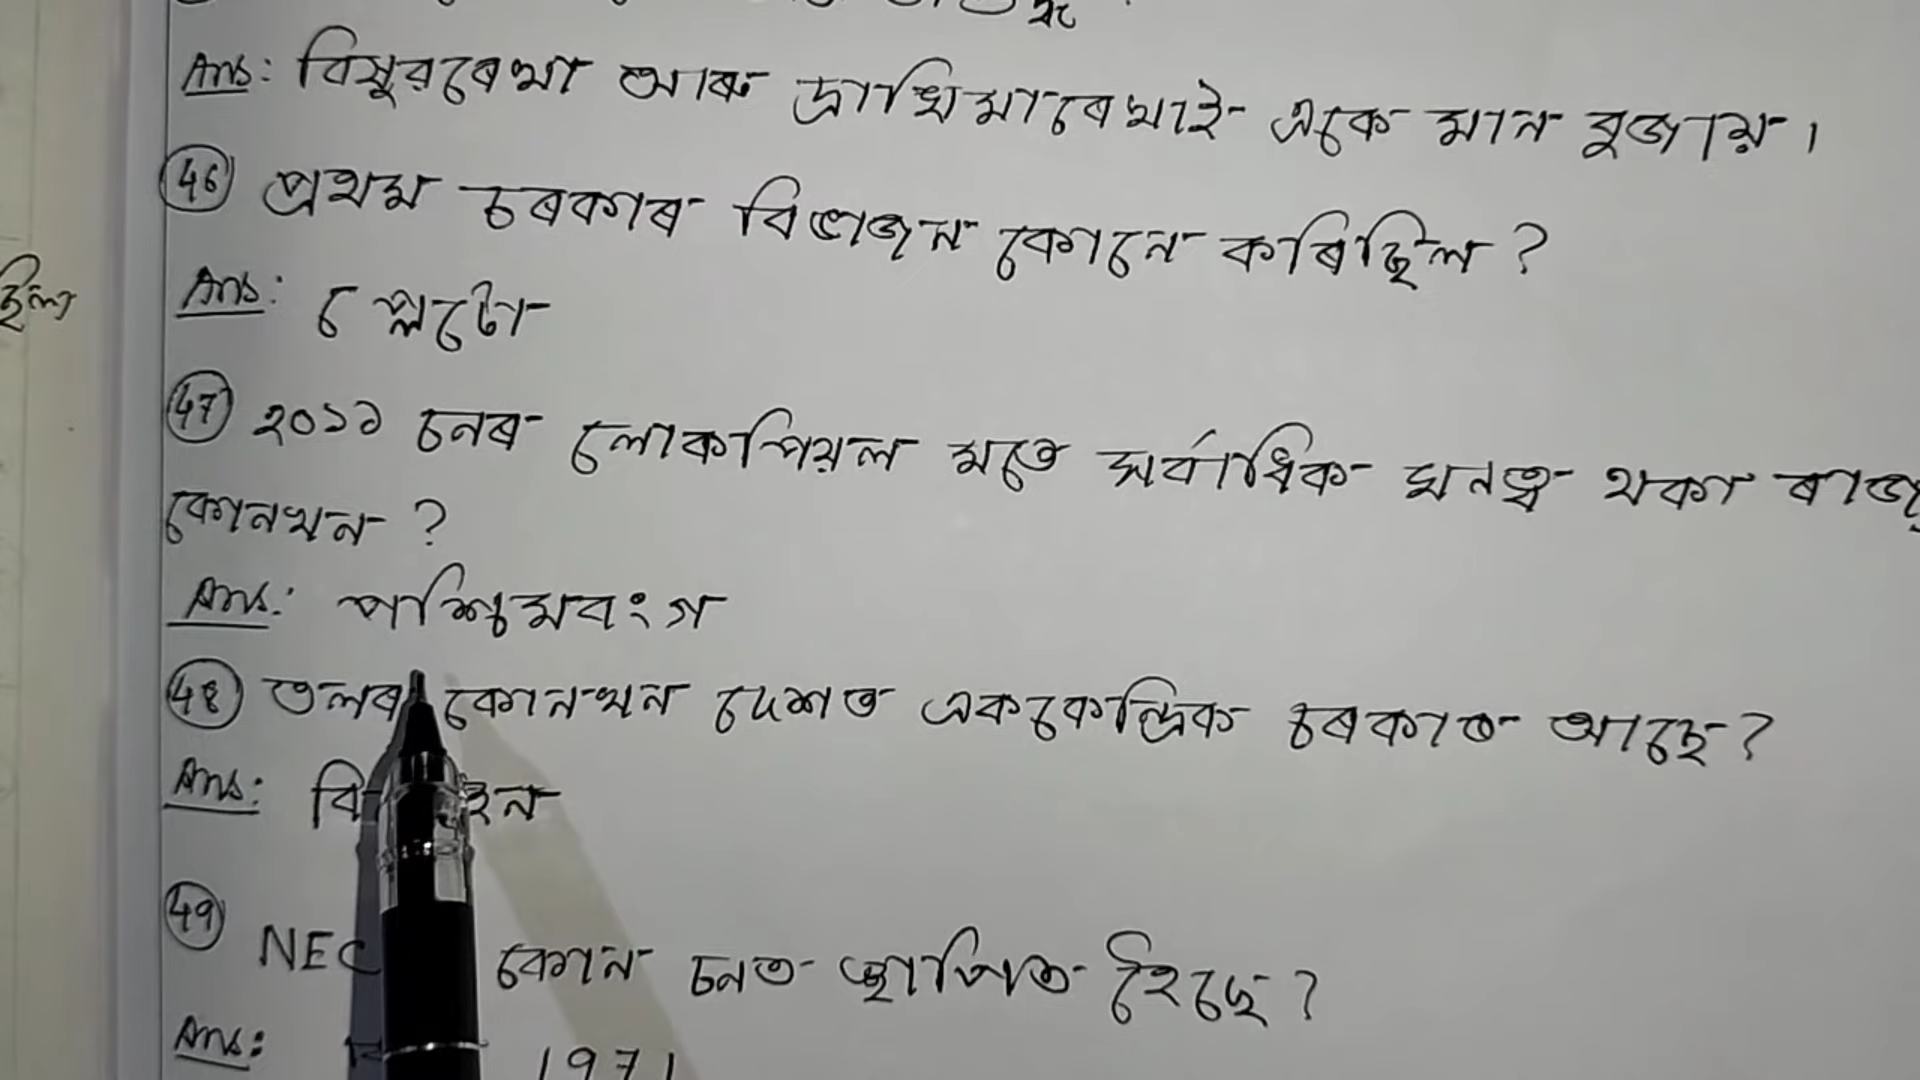 Ans: বিসুৱৰেখা আৰু দ্ৰাঘিমাৰেখাই একে মান বুজায়।
46 প্ৰথম চৰকাৰ বিভাজন কোনে কৰিছিল?
Ans: প্লেটো
47 ২০১১ চনৰ লোকপিয়ল মতে সৰ্বাধিক ঘনত্ব থকা ৰাজ্য
কোনখন?
Ans: পশ্চিমবংগ
48 তলৰ কোনখন দেশত এককেন্দ্ৰিক চৰকাৰ আছে?
Ans:
49 NEC কোন চনত স্থাপিত হৈছে?
Ans: 1971